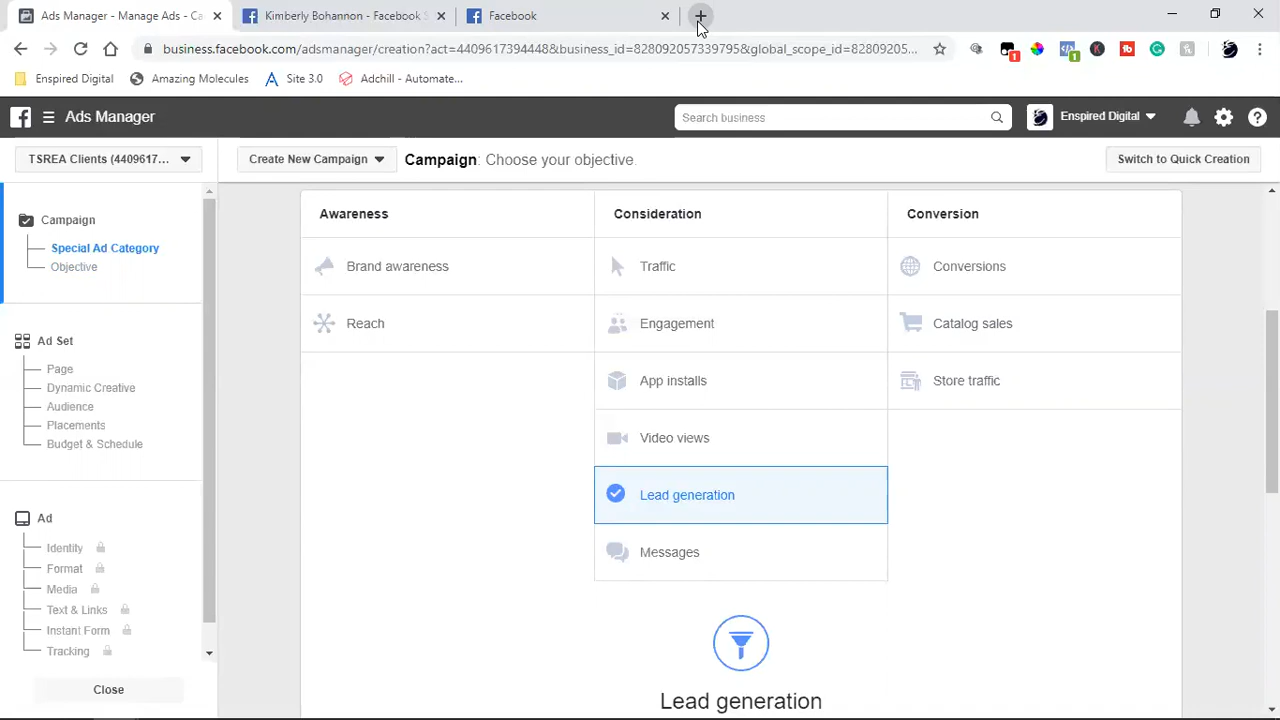 Ads Manager - Manage Ads - Ca
Kimberly Bohannon - Facebook S
Facebook
business.facebook.com/adsmanager/creation?act=4409617394448&business_id=828092057339795&global_scope_id=82809205...
1
1
Enspired Digital
Amazing Molecules
Site 3.0
Adchill - Automate...
Ads Manager
Search business
Enspired Digital
TSREA Clients (4409617...
Create New Campaign
Campaign: Choose your objective.
Switch to Quick Creation
Campaign
Special Ad Category
Objective
Ad Set
Page
Dynamic Creative
Audience
Placements
Budget & Schedule
Ad
Identity
Format
Media
Text & Links
Instant Form
Tracking
Close
Awareness
Consideration
Conversion
Brand awareness
Traffic
Conversions
Reach
Engagement
Catalog sales
App installs
Store traffic
Video views
Lead generation
Messages
Lead generation